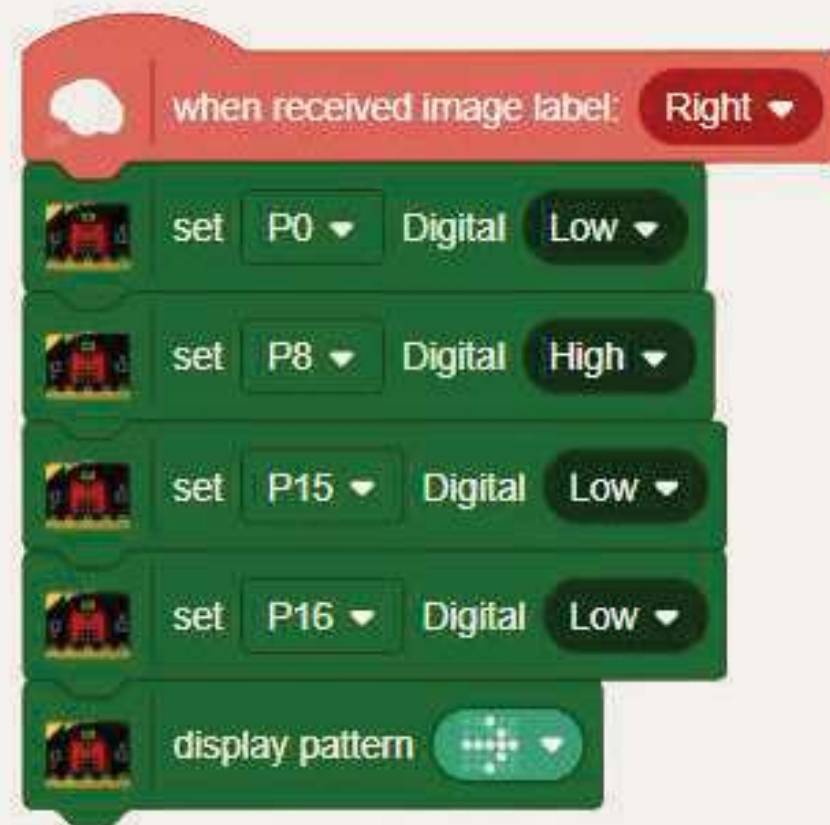 when received image label: Right
set P0 Digital Low
set P8 Digital High
set P15 Digital Low
set P16 Digital Low
display pattern